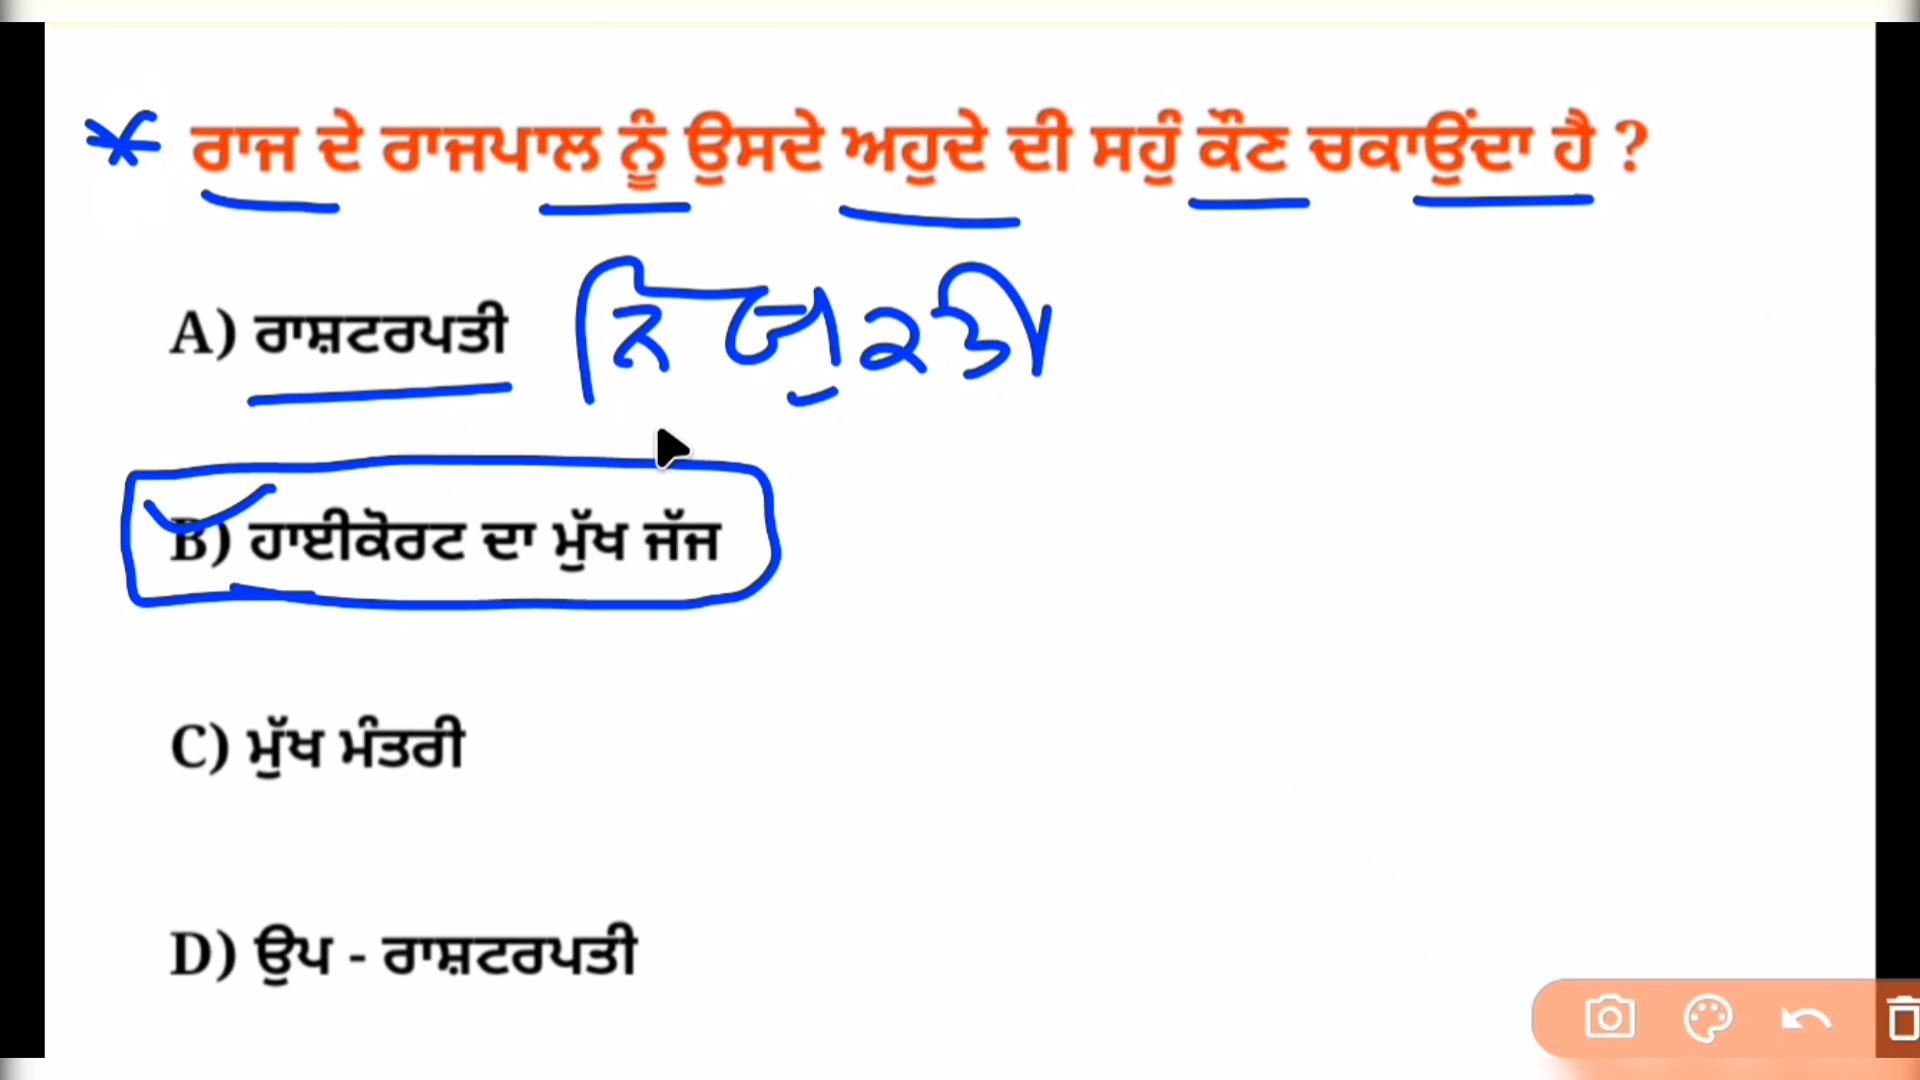 * ਰਾਜ ਦੇ ਰਾਜਪਾਲ ਨੂੰ ਉਸਦੇ ਅਹੁਦੇ ਦੀ ਸਹੁੰ ਕੌਣ ਚਕਾਉਂਦਾ ਹੈ ?
A) ਰਾਸ਼ਟਰਪਤੀ ਨਿਯੁਕਤੀ
B) ਹਾਈਕੋਰਟ ਦਾ ਮੁੱਖ ਜੱਜ
C) ਮੁੱਖ ਮੰਤਰੀ
D) ਉਪ - ਰਾਸ਼ਟਰਪਤੀ